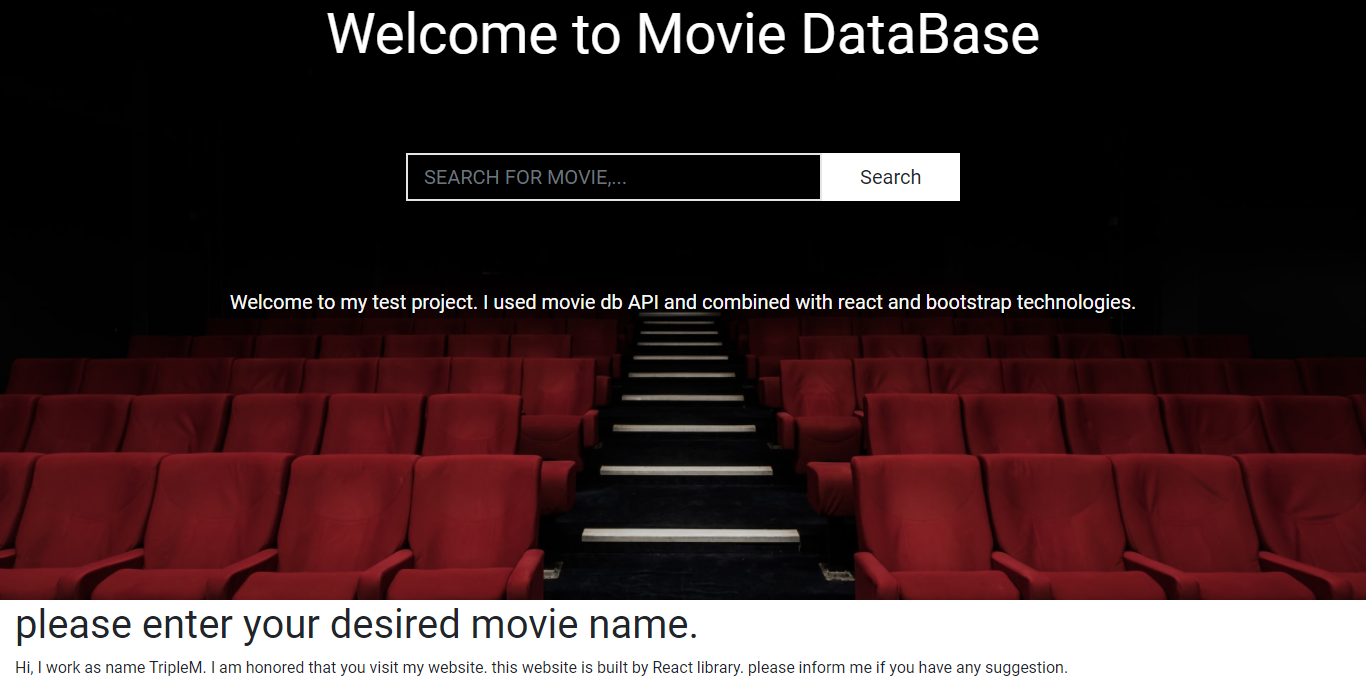 Welcome to Movie DataBase
SEARCH FOR MOVIE,...
Search
Welcome to my test project. I used movie db API and combined with react and bootstrap technologies.
please enter your desired movie name.
Hi, I work as name TripleM. I am honored that you visit my website. this website is built by React library. please inform me if you have any suggestion.